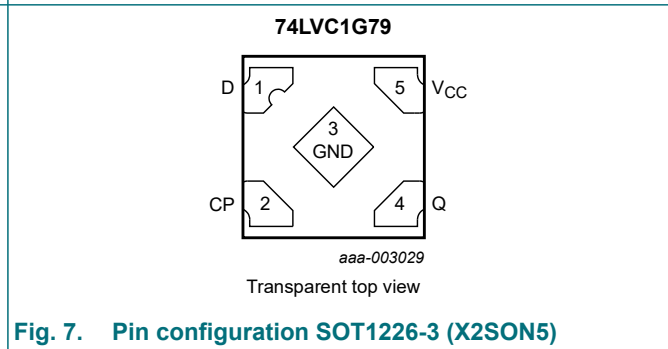 74LVC1G79
D 1 5 VCC
3
GND
CP 2 4 Q
aaa-003029
Transparent top view
Fig. 7. Pin configuration SOT1226-3 (X2SON5)